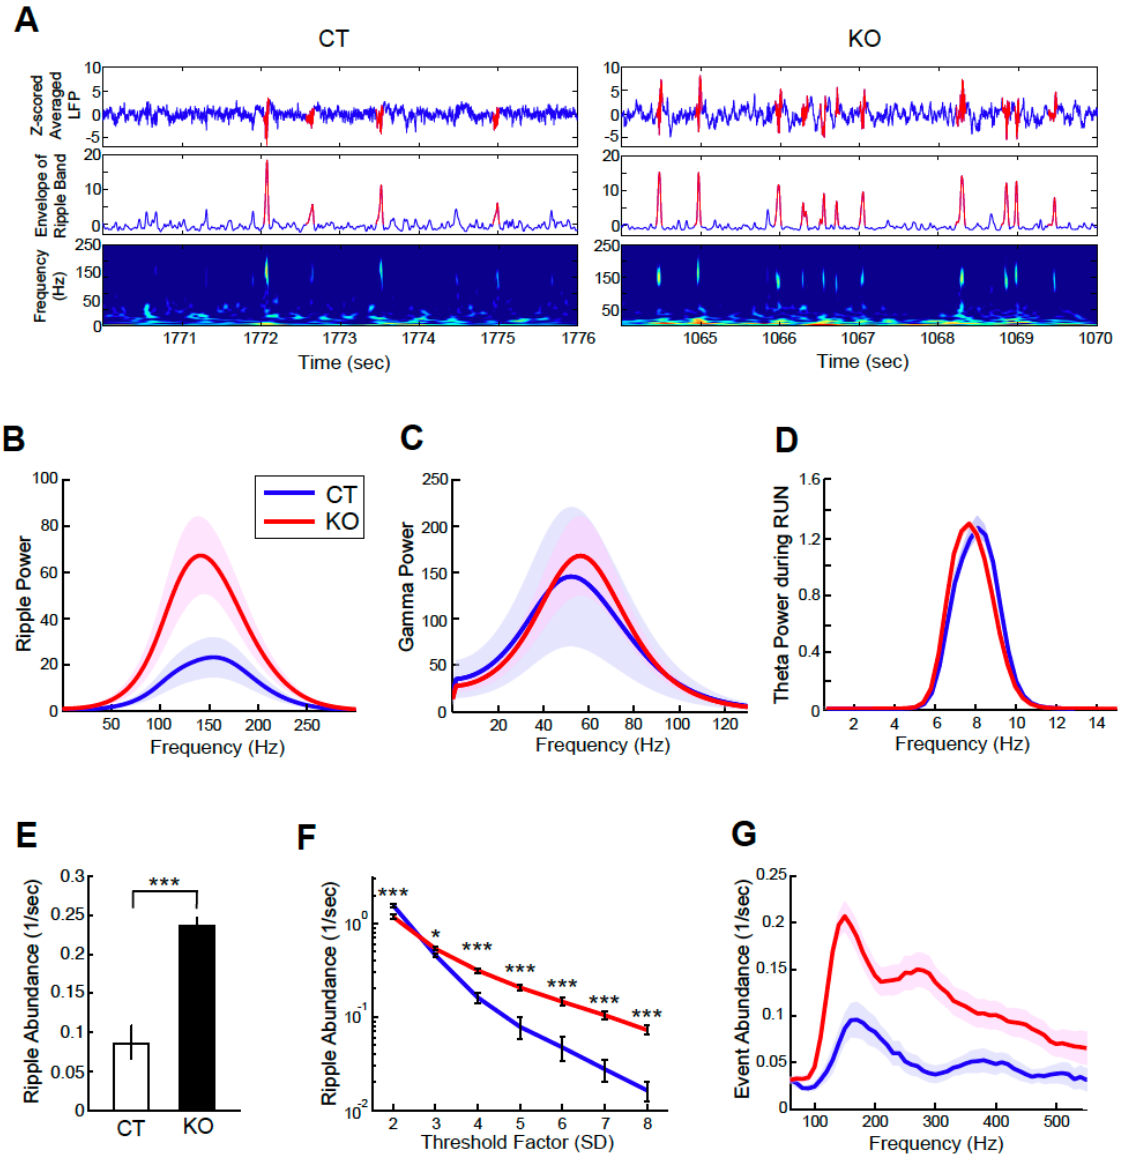 A
CT
KO
Z-scored
Averaged
LFP
10
5
0
-5
10
5
0
-5
Envelope of
Ripple Band
20
10
0
20
10
0
Frequency
(Hz)
250
150
50
0
250
150
50
0
1771 1772 1773 1774 1775 1776
1065 1066 1067 1068 1069 1070
Time (sec)
Time (sec)
B
Ripple Power
100
80
60
40
20
0
50 100 150 200 250
Frequency (Hz)
CT
KO
C
Gamma Power
250
200
150
100
50
0
20 40 60 80 100 120
Frequency (Hz)
D
Theta Power during RUN
1.6
1.2
0.8
0.4
0
2 4 6 8 10 12 14
Frequency (Hz)
E
Ripple Abundance (1/sec)
0.3
0.25
0.2
0.15
0.1
0.05
0
***
CT KO
F
Ripple Abundance (1/sec)
10^0
10^-1
10^-2
***
*
***
***
***
***
***
2 3 4 5 6 7 8
Threshold Factor (SD)
G
Event Abundance (1/sec)
0.25
0.2
0.15
0.1
0.05
0
100 200 300 400 500
Frequency (Hz)